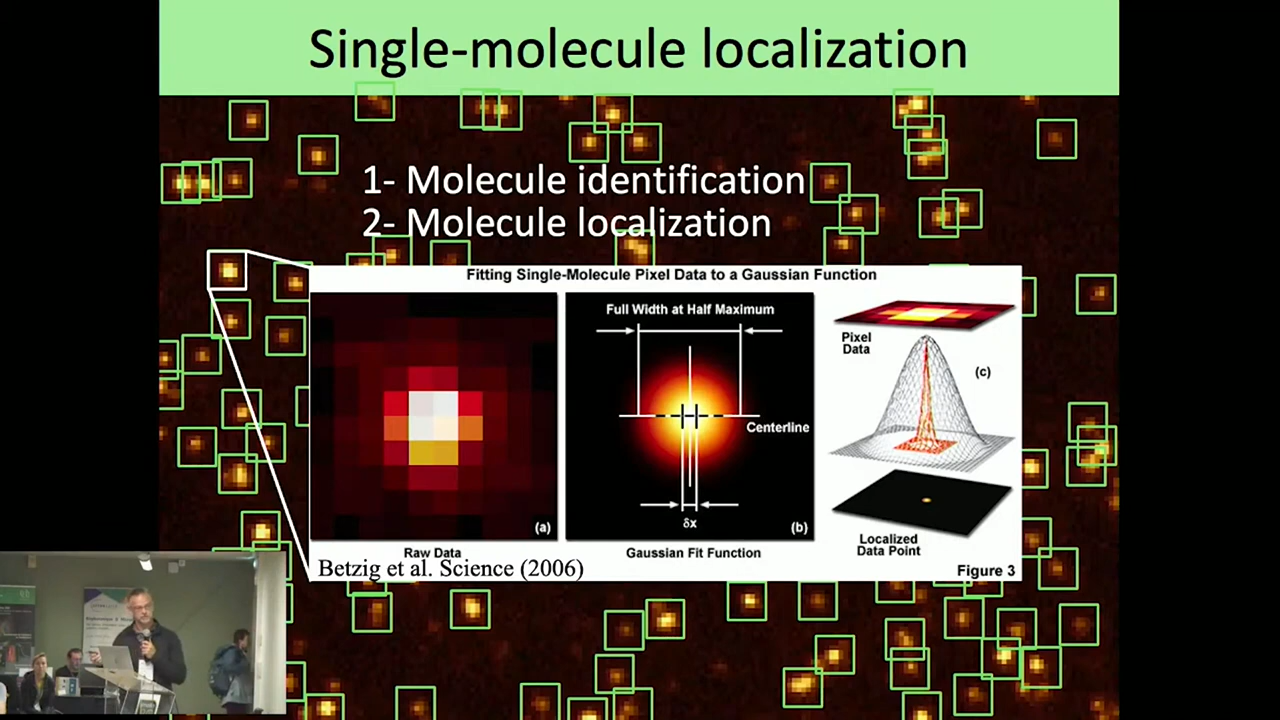 Single-molecule localization
1- Molecule identification
2- Molecule localization
Fitting Single-Molecule Pixel Data to a Gaussian Function
Full Width at Half Maximum
Centerline
δx
(a)
(b)
Pixel
Data
(c)
Localized
Data Point
Raw Data
Gaussian Fit Function
Figure 3
Betzig et al. Science (2006)